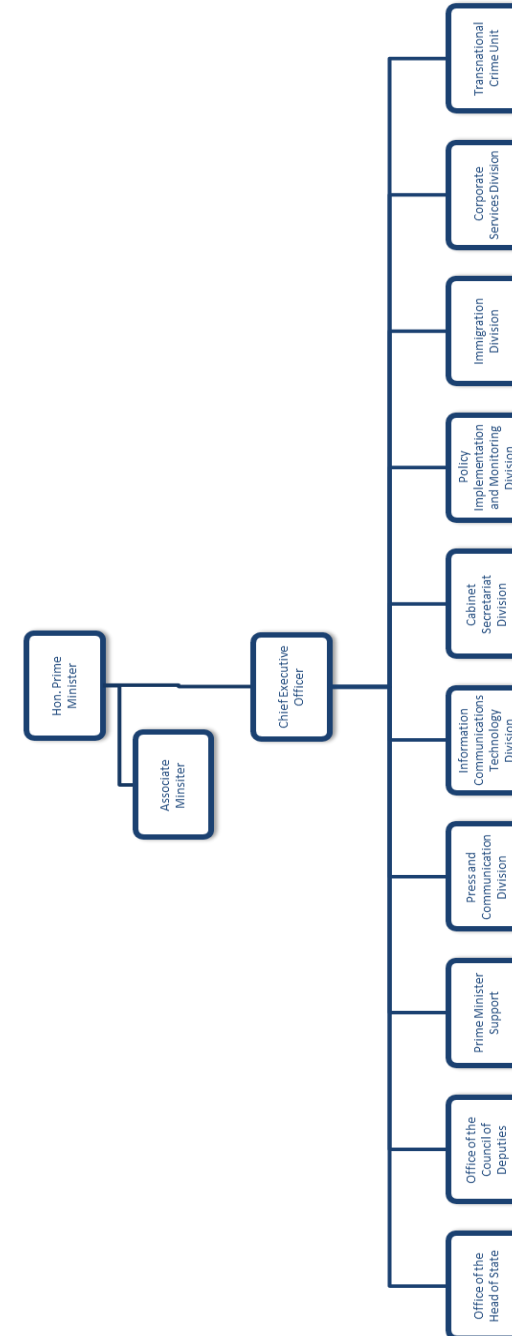 Hon. Prime
Minister
Associate
Minsiter
Chief Executive
Officer
Office of the
Head of State
Office of the
Council of
Deputies
Prime Minister
Support
Press and
Communication
Division
Information
Communications
Technology
Division
Cabinet
Secretariat
Division
Policy
Implementation
and Monitoring
Division
Immigration
Division
Corporate
Services Division
Transnational
Crime Unit